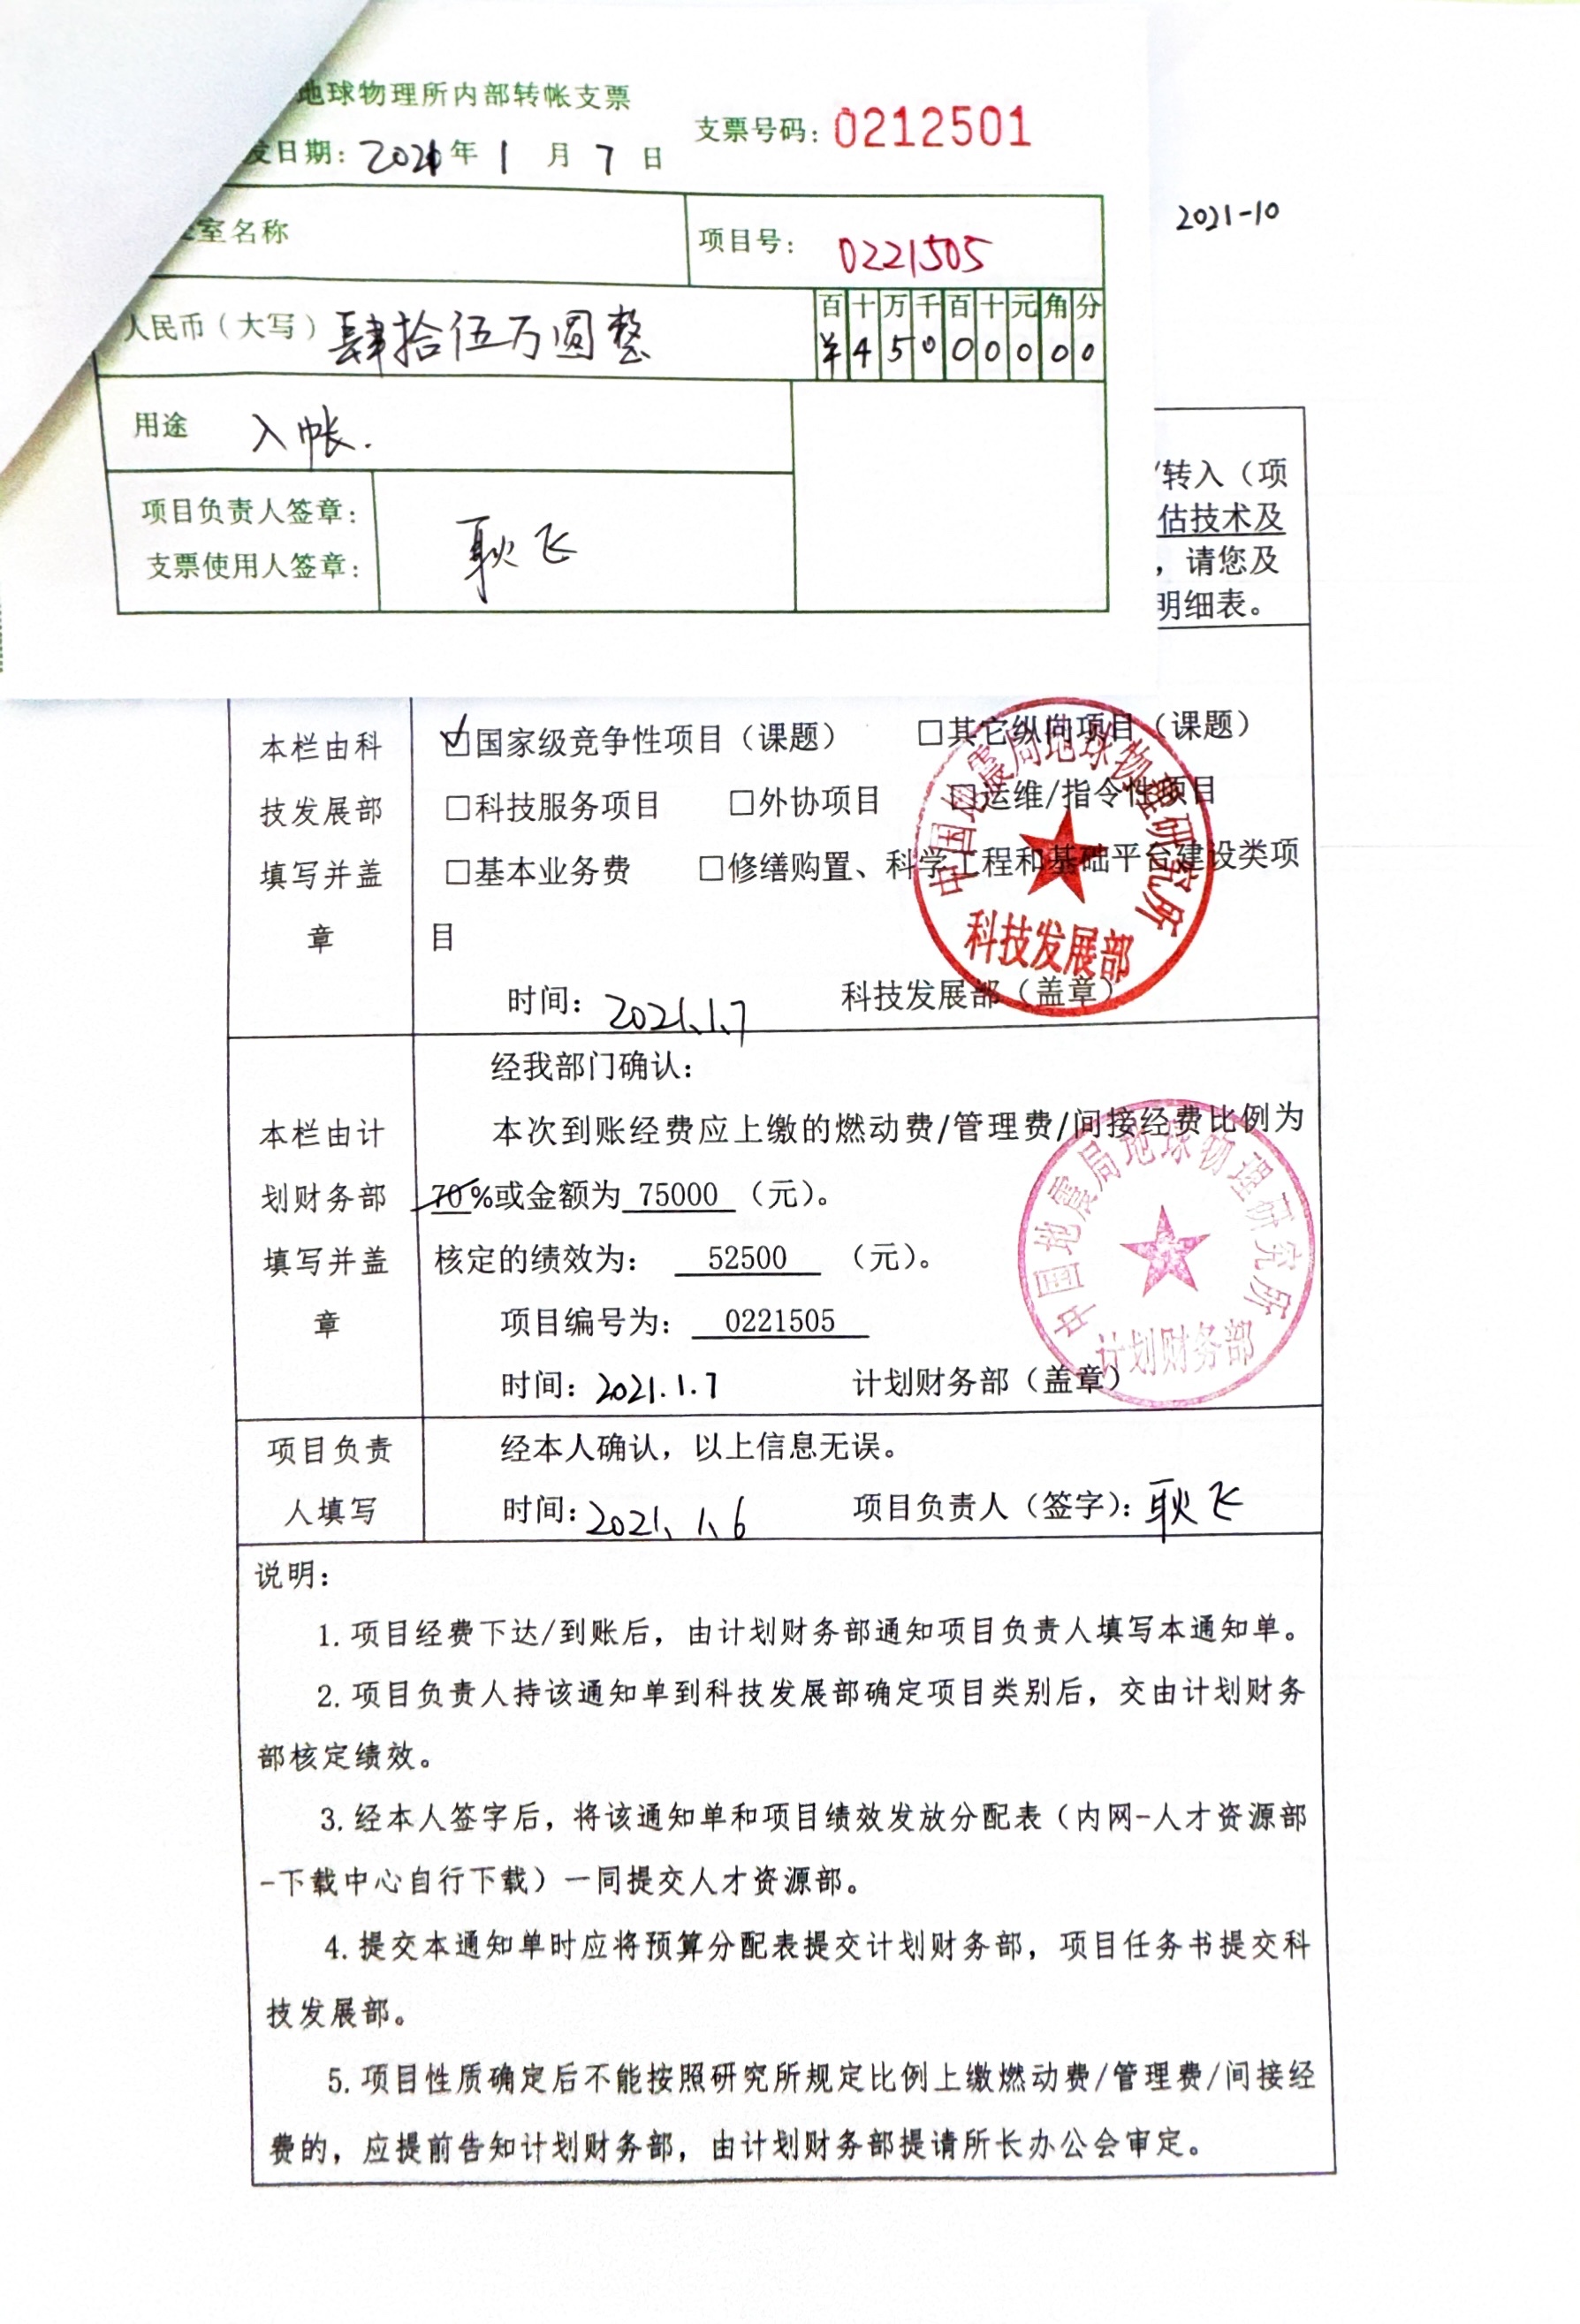 地球物理所内部转帐支票
支票号码：0212501
发日期：2021年 1 月 7 日
2021-10
室名称
项目号： 0221505
人民币（大写） 肆拾伍万圆整
百十万千百十元角分
¥45000000
用途 入帐.
项目负责人签章：
支票使用人签章：
耿飞
/转入（项
估技术及
，请您及
明细表。
本栏由科技发展部填写并盖章
☑国家级竞争性项目（课题） □其它纵向项目（课题）
□科技服务项目 □外协项目 □运维/指令性项目
□基本业务费 □修缮购置、科学工程和基础平台建设类项
目
时间：2021.1.7 科技发展部（盖章）
中国地震局地球物理研究所
科技发展部
本栏由计划财务部填写并盖章
经我部门确认：
本次到账经费应上缴的燃动费/管理费/间接经费比例为
70%或金额为 75000 （元）。
核定的绩效为： 52500 （元）。
项目编号为： 0221505
时间：2021.1.7 计划财务部（盖章）
中国地震局地球物理研究所
计划财务部
项目负责人填写
经本人确认，以上信息无误。
时间：2021.1.6 项目负责人（签字）：耿飞
说明：
1.项目经费下达/到账后，由计划财务部通知项目负责人填写本通知单。
2.项目负责人持该通知单到科技发展部确定项目类别后，交由计划财务
部核定绩效。
3.经本人签字后，将该通知单和项目绩效发放分配表（内网-人才资源部
-下载中心自行下载）一同提交人才资源部。
4.提交本通知单时应将预算分配表提交计划财务部，项目任务书提交科
技发展部。
5.项目性质确定后不能按照研究所规定比例上缴燃动费/管理费/间接经
费的，应提前告知计划财务部，由计划财务部提请所长办公会审定。